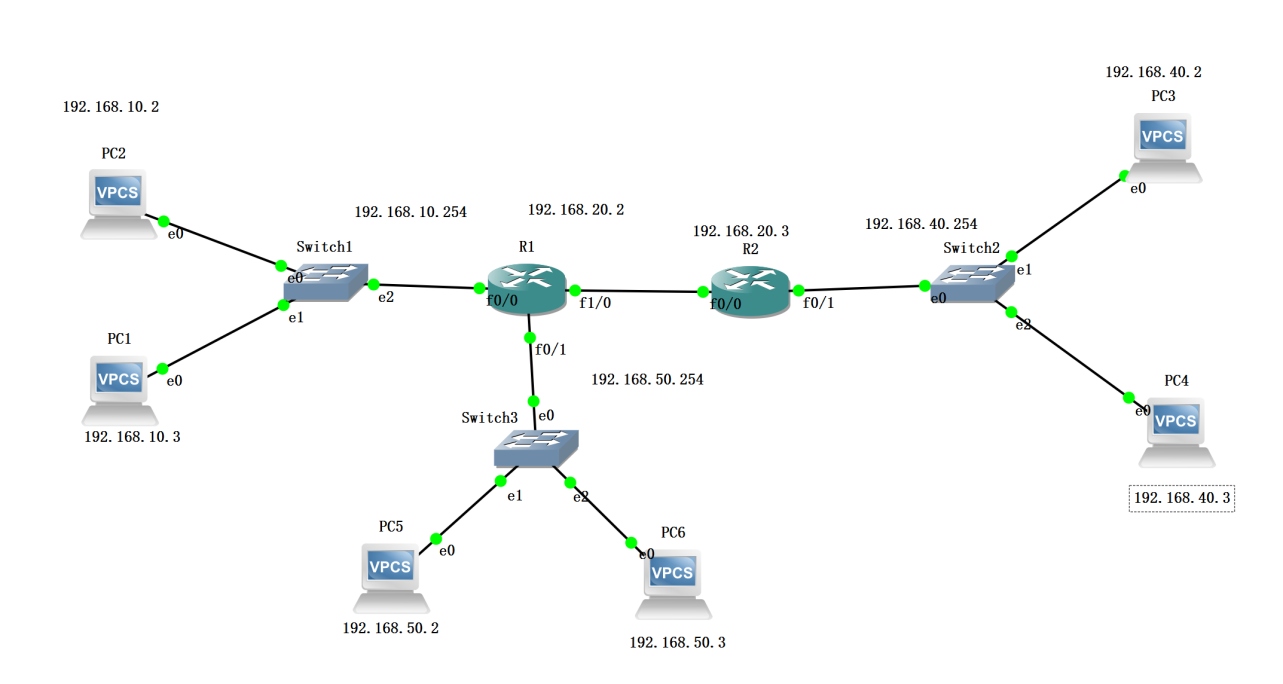 192.168.40.2
PC3
VPCS
e0
192.168.10.2
PC2
VPCS
e0
192.168.10.254
192.168.20.2
192.168.20.3
192.168.40.254
Switch1
R1
R2
Switch2
e0
e1
e2
f0/0
f1/0
f0/0
f0/1
e0
e1
e2
f0/1
PC1
VPCS
e0
192.168.10.3
192.168.50.254
Switch3
e0
e1
e2
PC4
e0
VPCS
192.168.40.3
PC5
e0
VPCS
192.168.50.2
PC6
e0
VPCS
192.168.50.3